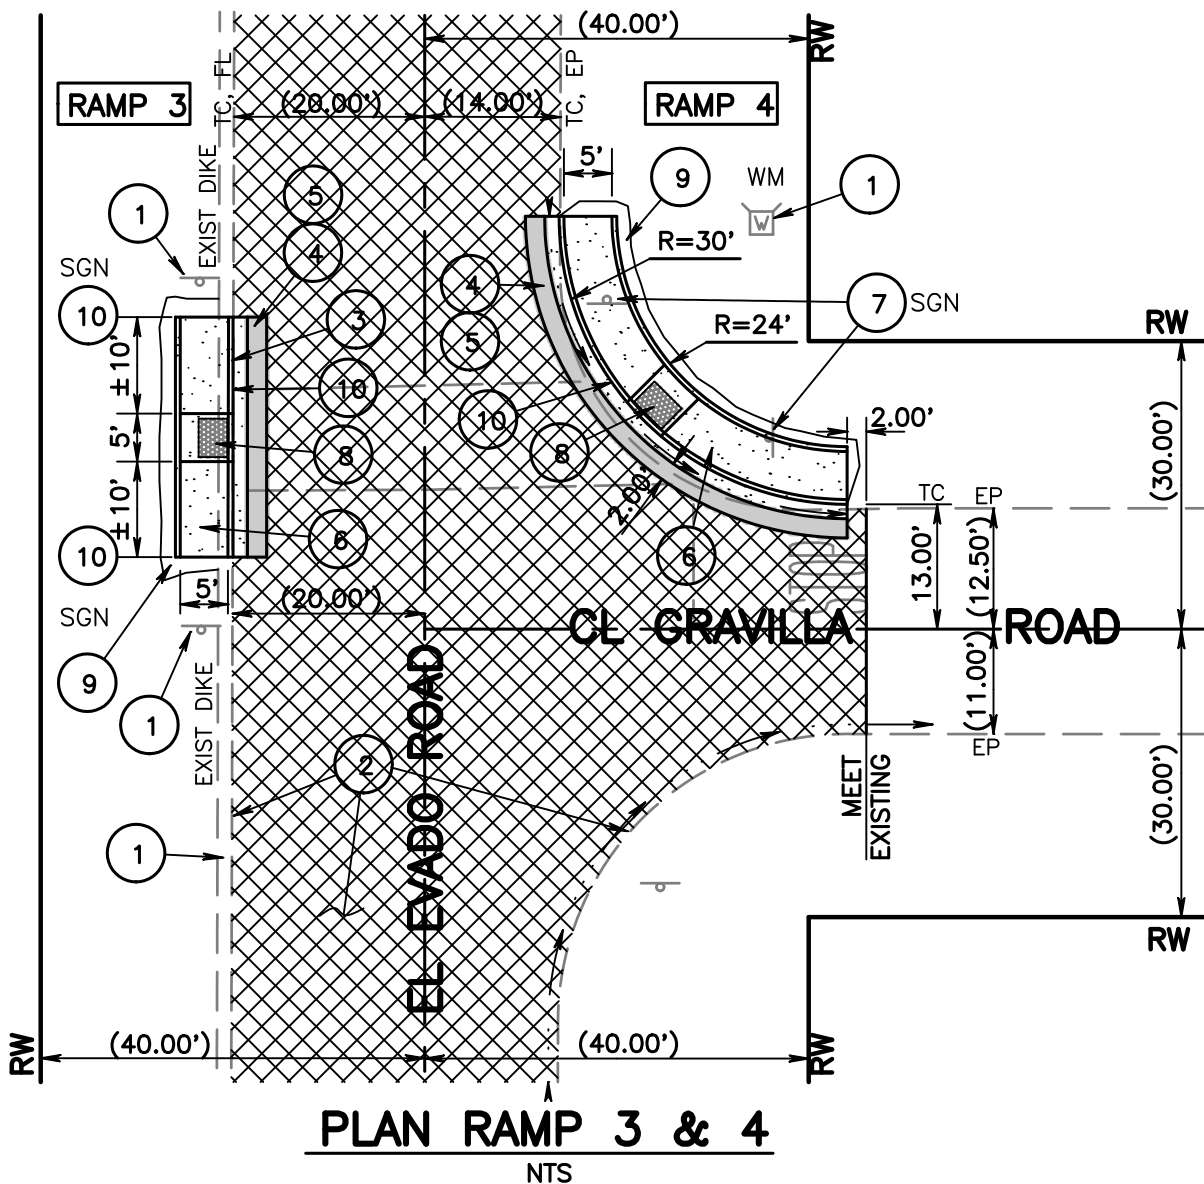 (40.00')
RW
TC, FL
TC, EP
RAMP 3
(20.00')
(14.00')
RAMP 4
5'
9
WM
1
W
5
1
EXIST DIKE
R=30'
4
SGN
4
7
SGN
10
3
5
R=24'
RW
±10'
10
10
2.00'
5'
8
8
(30.00')
±10'
2.00'
TC
EP
6
6
13.00'
(12.50')
10
5'
(20.00')
STOP
SGN
CL GRAVILLA ROAD
9
1
EXIST DIKE
EL EVADO ROAD
(11.00')
EP
2
MEET
EXISTING
(30.00')
1
RW
RW
(40.00')
(40.00')
RW
PLAN RAMP 3 & 4
NTS